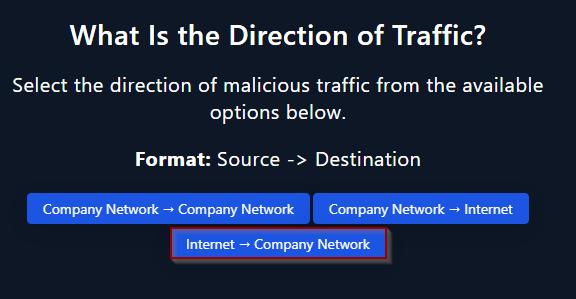 What Is the Direction of Traffic?
Select the direction of malicious traffic from the available
options below.
Format: Source -> Destination
Company Network → Company Network
Company Network → Internet
Internet → Company Network